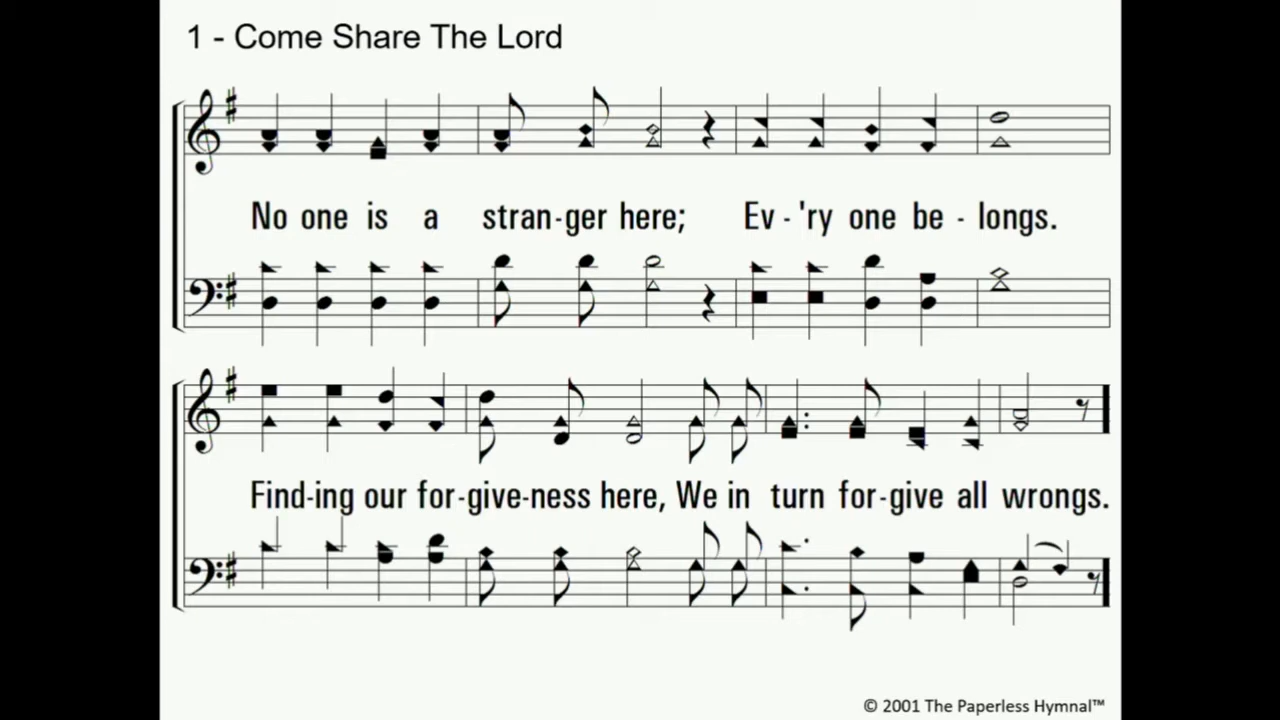 1 - Come Share The Lord
No one is a stran-ger here; Ev - 'ry one be - longs.
Find-ing our for-give-ness here, We in turn for-give all wrongs.
© 2001 The Paperless Hymnal™